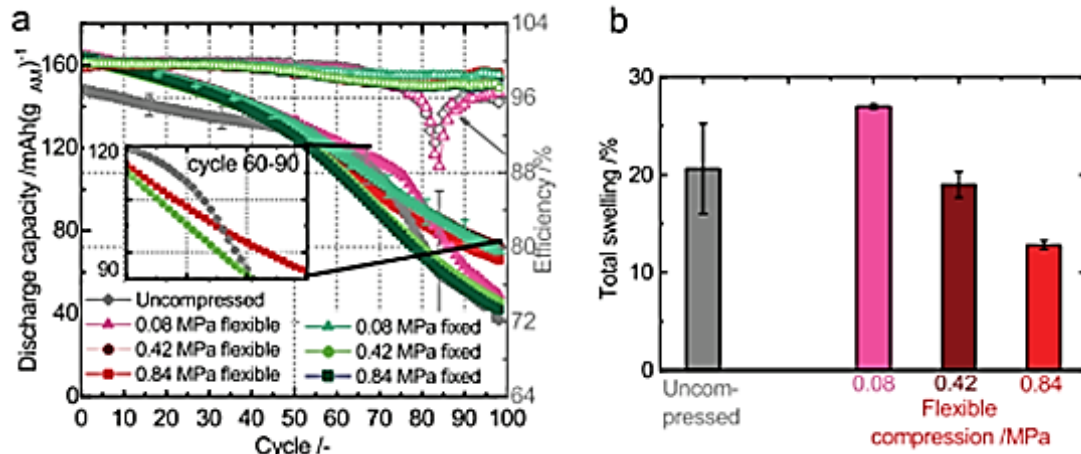 a
Discharge capacity /mAh(g AM)-1
160
120
80
40
0
104
96
88
80
72
64
Efficiency /%
120
cycle 60-90
90
Uncompressed
0.08 MPa flexible
0.42 MPa flexible
0.84 MPa flexible
0.08 MPa fixed
0.42 MPa fixed
0.84 MPa fixed
0 10 20 30 40 50 60 70 80 90 100
Cycle /-
b
Total swelling /%
30
20
10
0
Uncom-
pressed
0.08 0.42 0.84
Flexible
compression /MPa